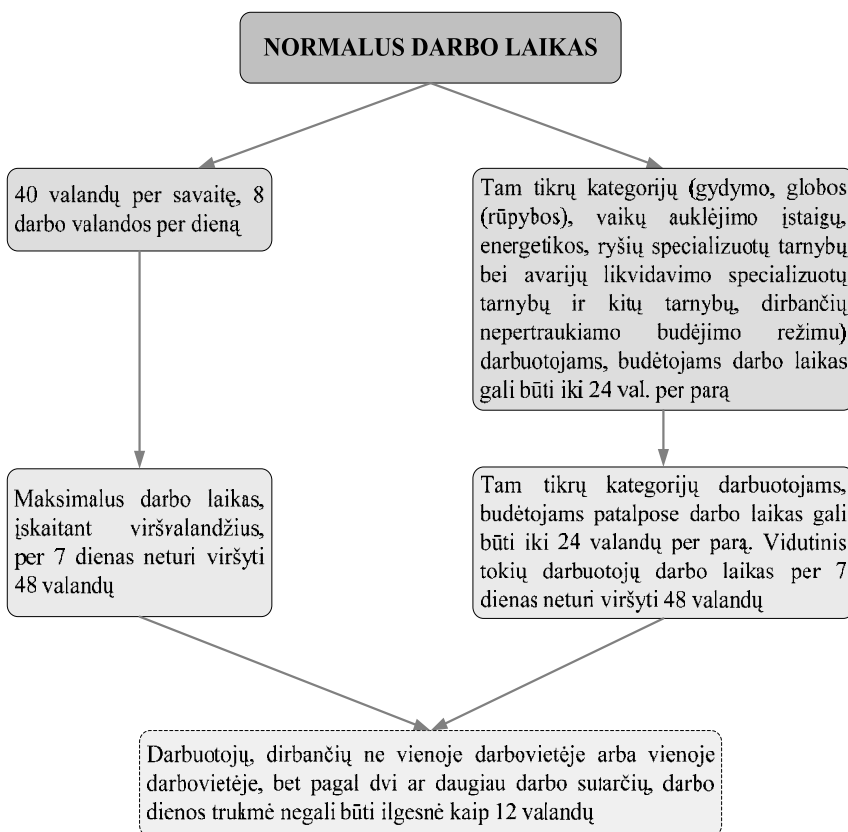 NORMALUS DARBO LAIKAS
40 valandų per savaitę, 8
darbo valandos per dieną
Tam tikrų kategorijų (gydymo, globos
(rūpybos), vaikų auklėjimo įstaigų,
energetikos, ryšių specializuotų tarnybų
bei avarijų likvidavimo specializuotų
tarnybų ir kitų tarnybų, dirbančių
nepertraukiamo budėjimo režimu)
darbuotojams, budėtojams darbo laikas
gali būti iki 24 val. per parą
Maksimalus darbo laikas,
įskaitant viršvalandžius,
per 7 dienas neturi viršyti
48 valandų
Tam tikrų kategorijų darbuotojams,
budėtojams patalpose darbo laikas gali
būti iki 24 valandų per parą. Vidutinis
tokių darbuotojų darbo laikas per 7
dienas neturi viršyti 48 valandų
Darbuotojų, dirbančių ne vienoje darbovietėje arba vienoje
darbovietėje, bet pagal dvi ar daugiau darbo sutarčių, darbo
dienos trukmė negali būti ilgesnė kaip 12 valandų